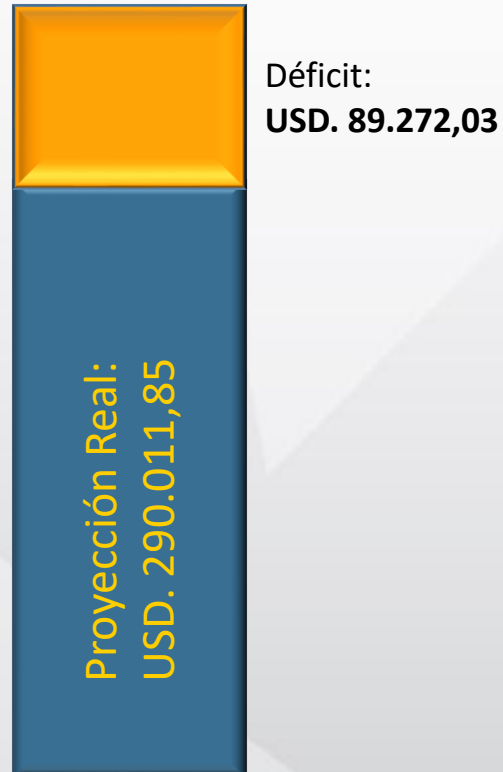 Déficit:
USD. 89.272,03
Proyección Real:
USD. 290.011,85